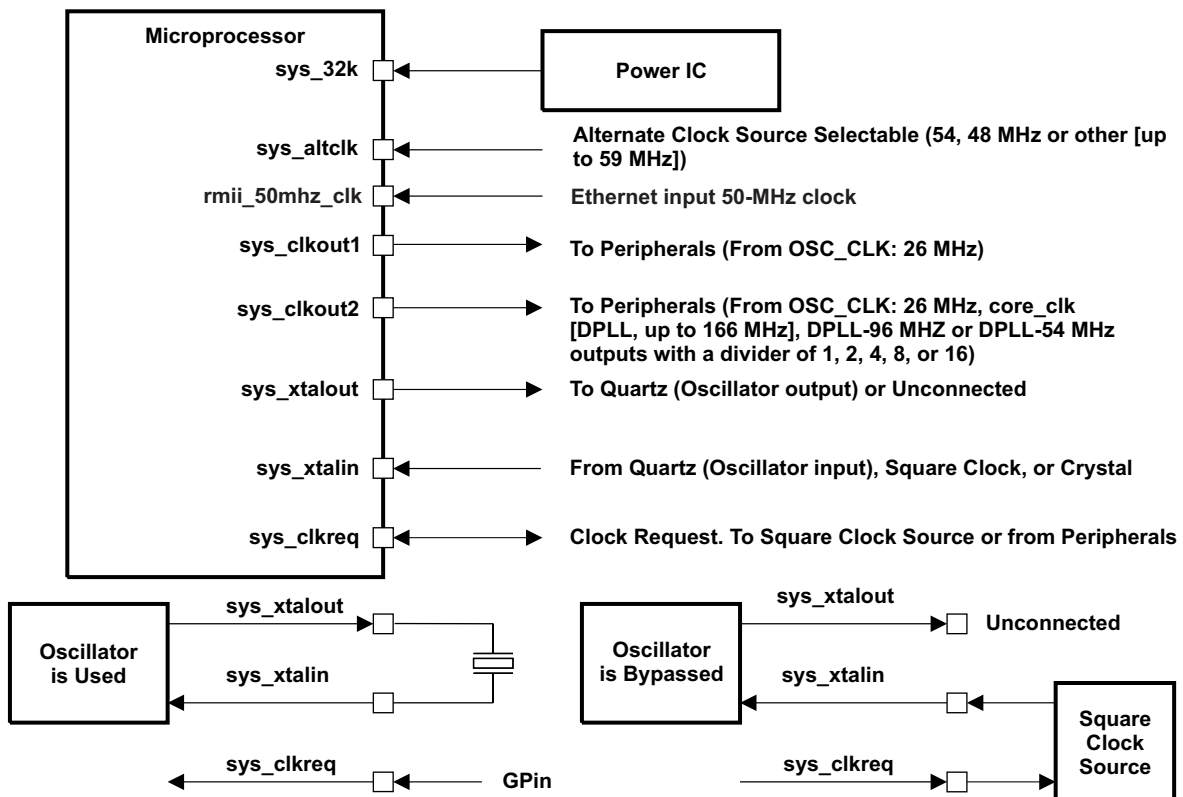 Microprocessor
sys_32k
Power IC
sys_altclk
Alternate Clock Source Selectable (54, 48 MHz or other [up
to 59 MHz])
rmii_50mhz_clk
Ethernet input 50-MHz clock
sys_clkout1
To Peripherals (From OSC_CLK: 26 MHz)
sys_clkout2
To Peripherals (From OSC_CLK: 26 MHz, core_clk
[DPLL, up to 166 MHz], DPLL-96 MHZ or DPLL-54 MHz
outputs with a divider of 1, 2, 4, 8, or 16)
sys_xtalout
To Quartz (Oscillator output) or Unconnected
sys_xtalin
From Quartz (Oscillator input), Square Clock, or Crystal
sys_clkreq
Clock Request. To Square Clock Source or from Peripherals
Oscillator
is Used
sys_xtalout
sys_xtalin
sys_clkreq
GPin
Oscillator
is Bypassed
sys_xtalout
Unconnected
sys_xtalin
sys_clkreq
Square
Clock
Source